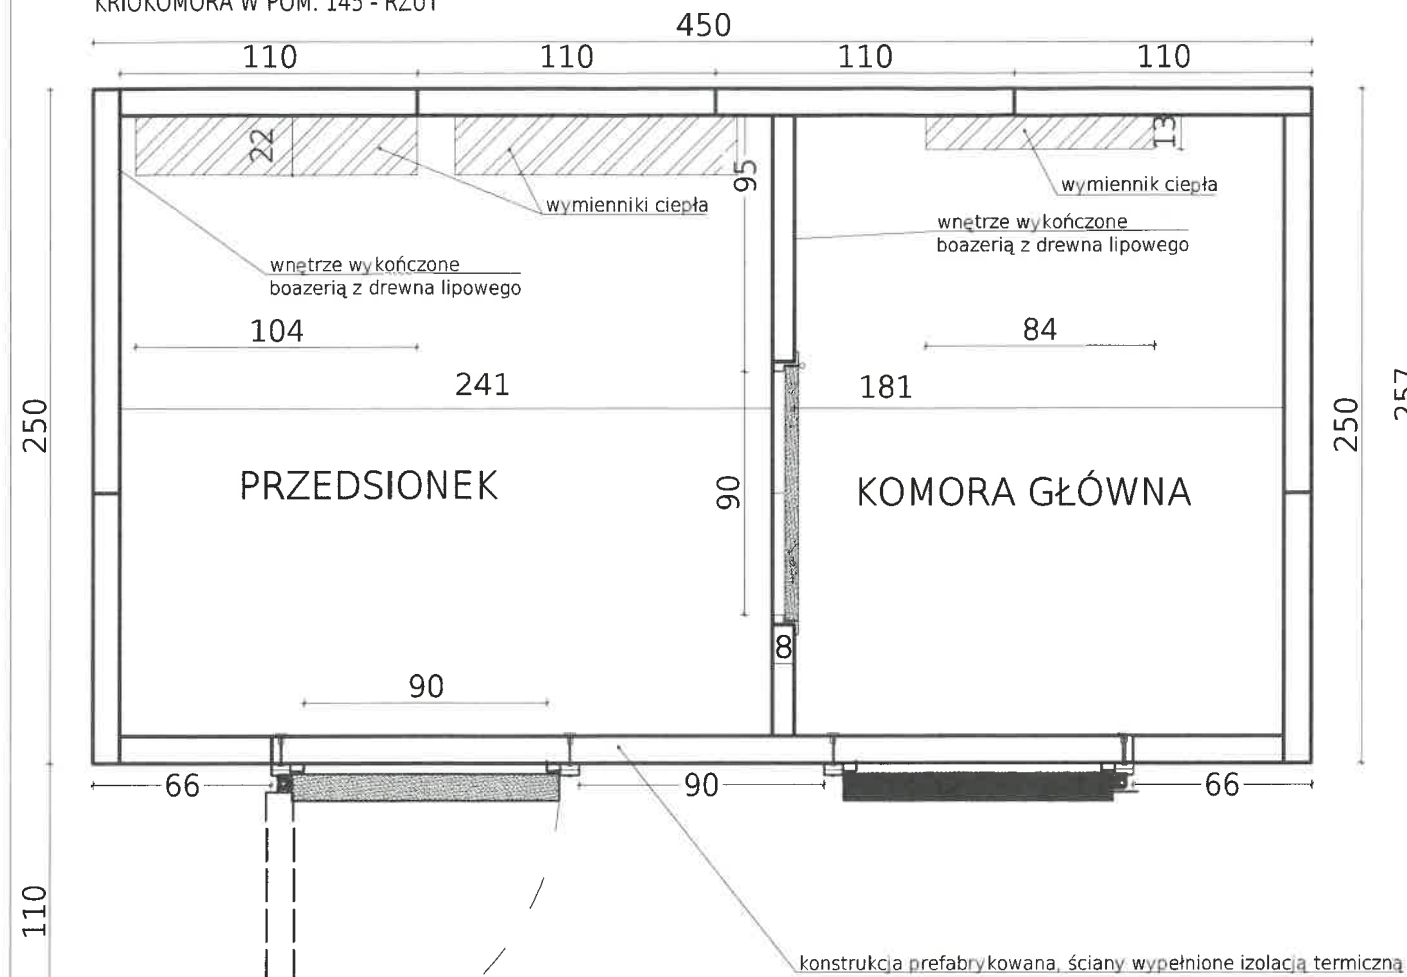 KRIOKOMORA W POM. 145 - RZUT
450
110 110 110 110
22
13
95
wymiennik ciepła
wymienniki ciepła
wnętrze wykończone
boazerią z drewna lipowego
wnętrze wykończone
boazerią z drewna lipowego
104
84
241
181
250
250
257
PRZEDSIONEK
KOMORA GŁÓWNA
90
8
90
66
90
66
110
konstrukcja prefabrykowana, ściany wypełnione izolacją termiczną